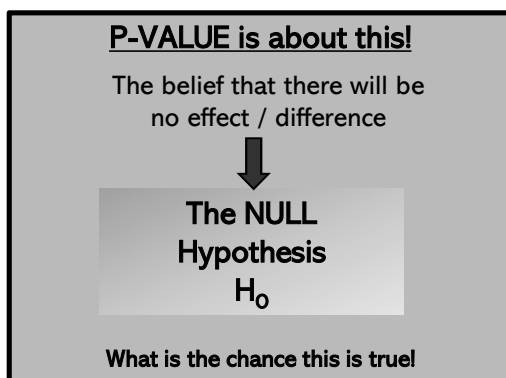 P-VALUE is about this!
The belief that there will be
no effect / difference
The NULL
Hypothesis
H₀
What is the chance this is true!